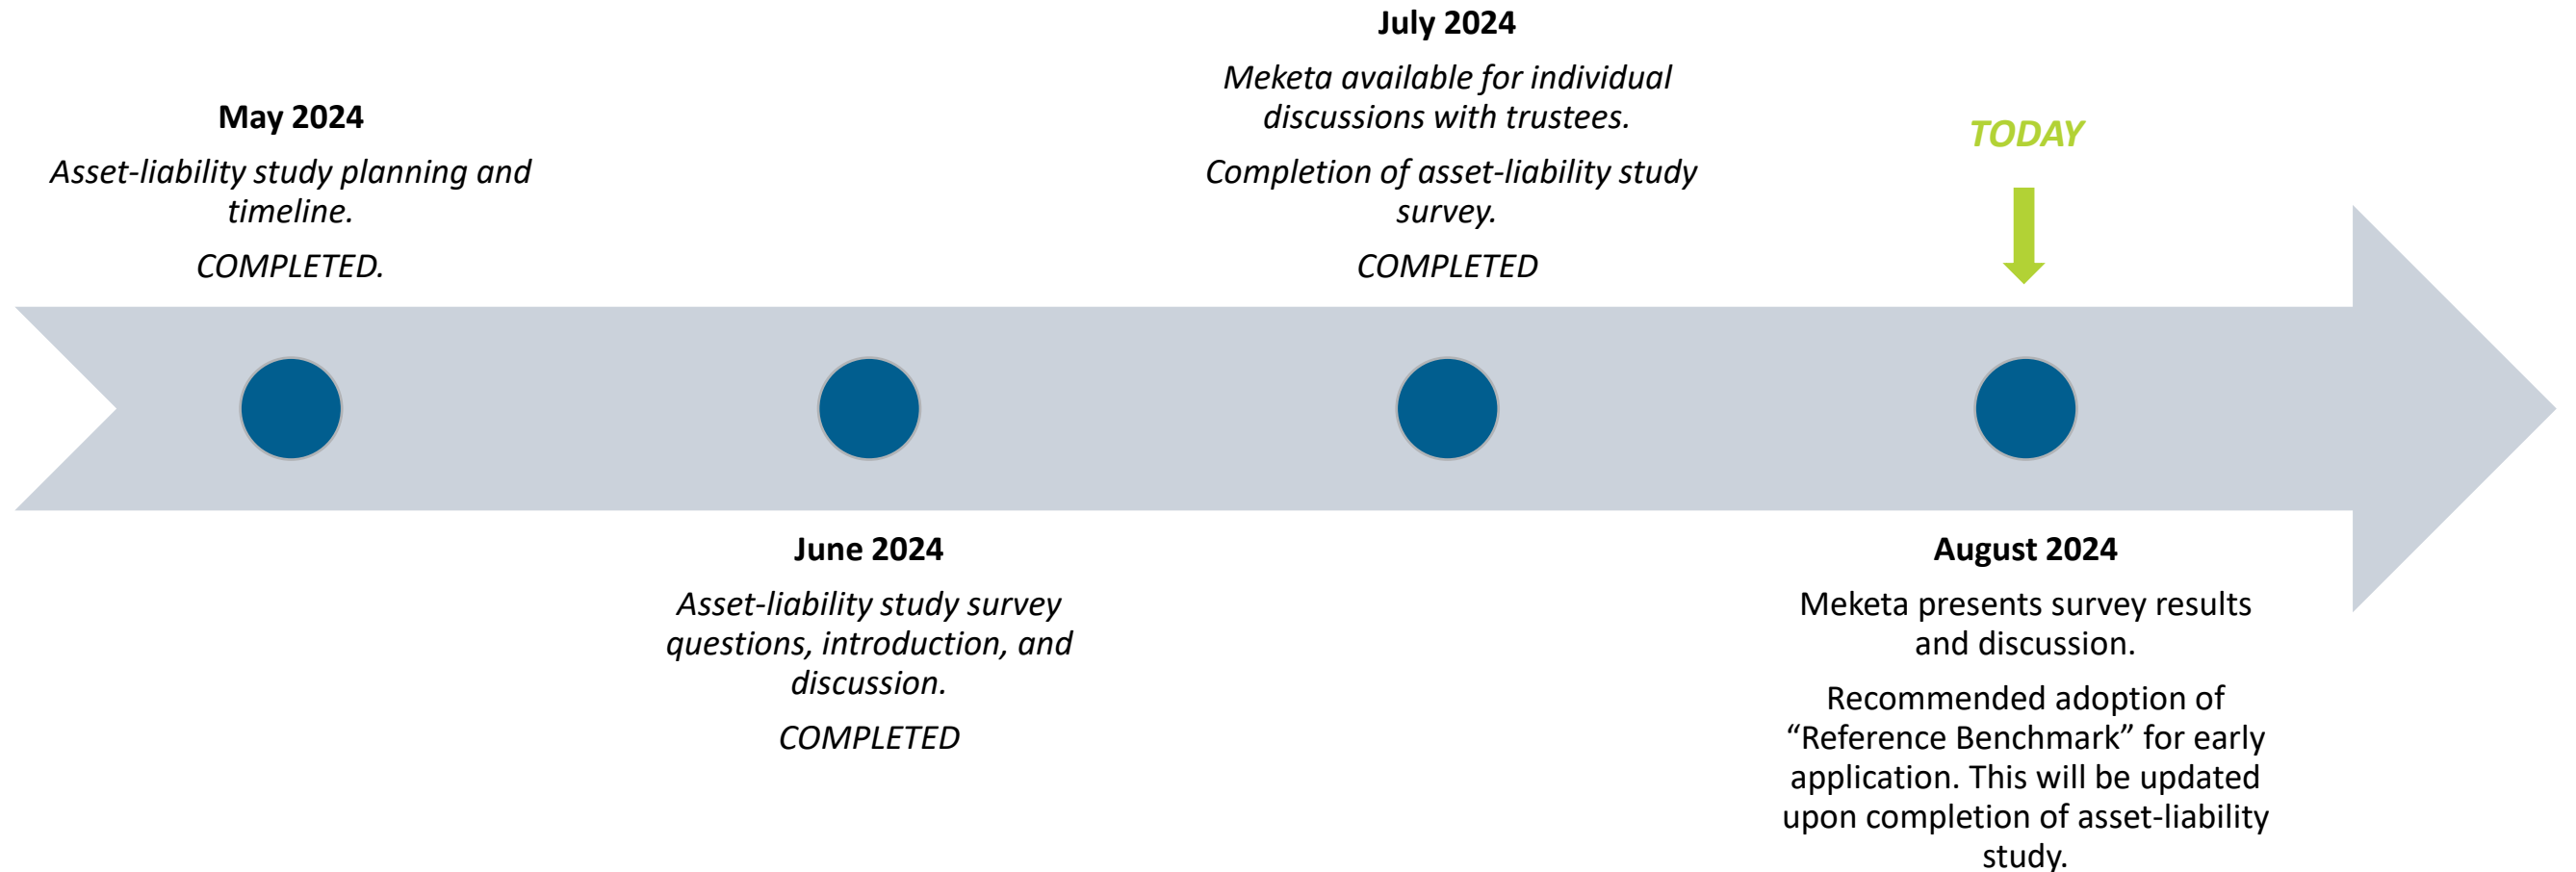 May 2024
Asset-liability study planning and
timeline.
COMPLETED.
June 2024
Asset-liability study survey
questions, introduction, and
discussion.
COMPLETED
July 2024
Meketa available for individual
discussions with trustees.
Completion of asset-liability study
survey.
COMPLETED
TODAY
August 2024
Meketa presents survey results
and discussion.
Recommended adoption of
“Reference Benchmark” for early
application. This will be updated
upon completion of asset-liability
study.